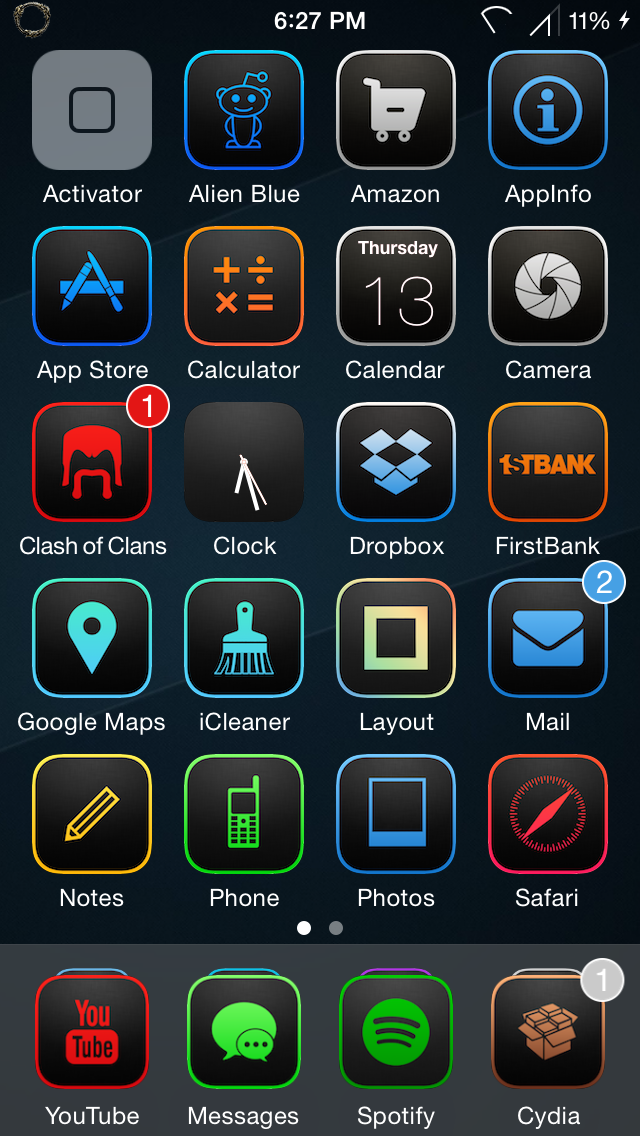 6:27 PM 11%
Activator Alien Blue Amazon AppInfo
Thursday
13
App Store Calculator Calendar Camera
1
1STBANK
Clash of Clans Clock Dropbox FirstBank
2
Google Maps iCleaner Layout Mail
Notes Phone Photos Safari
1
You
Tube
YouTube Messages Spotify Cydia